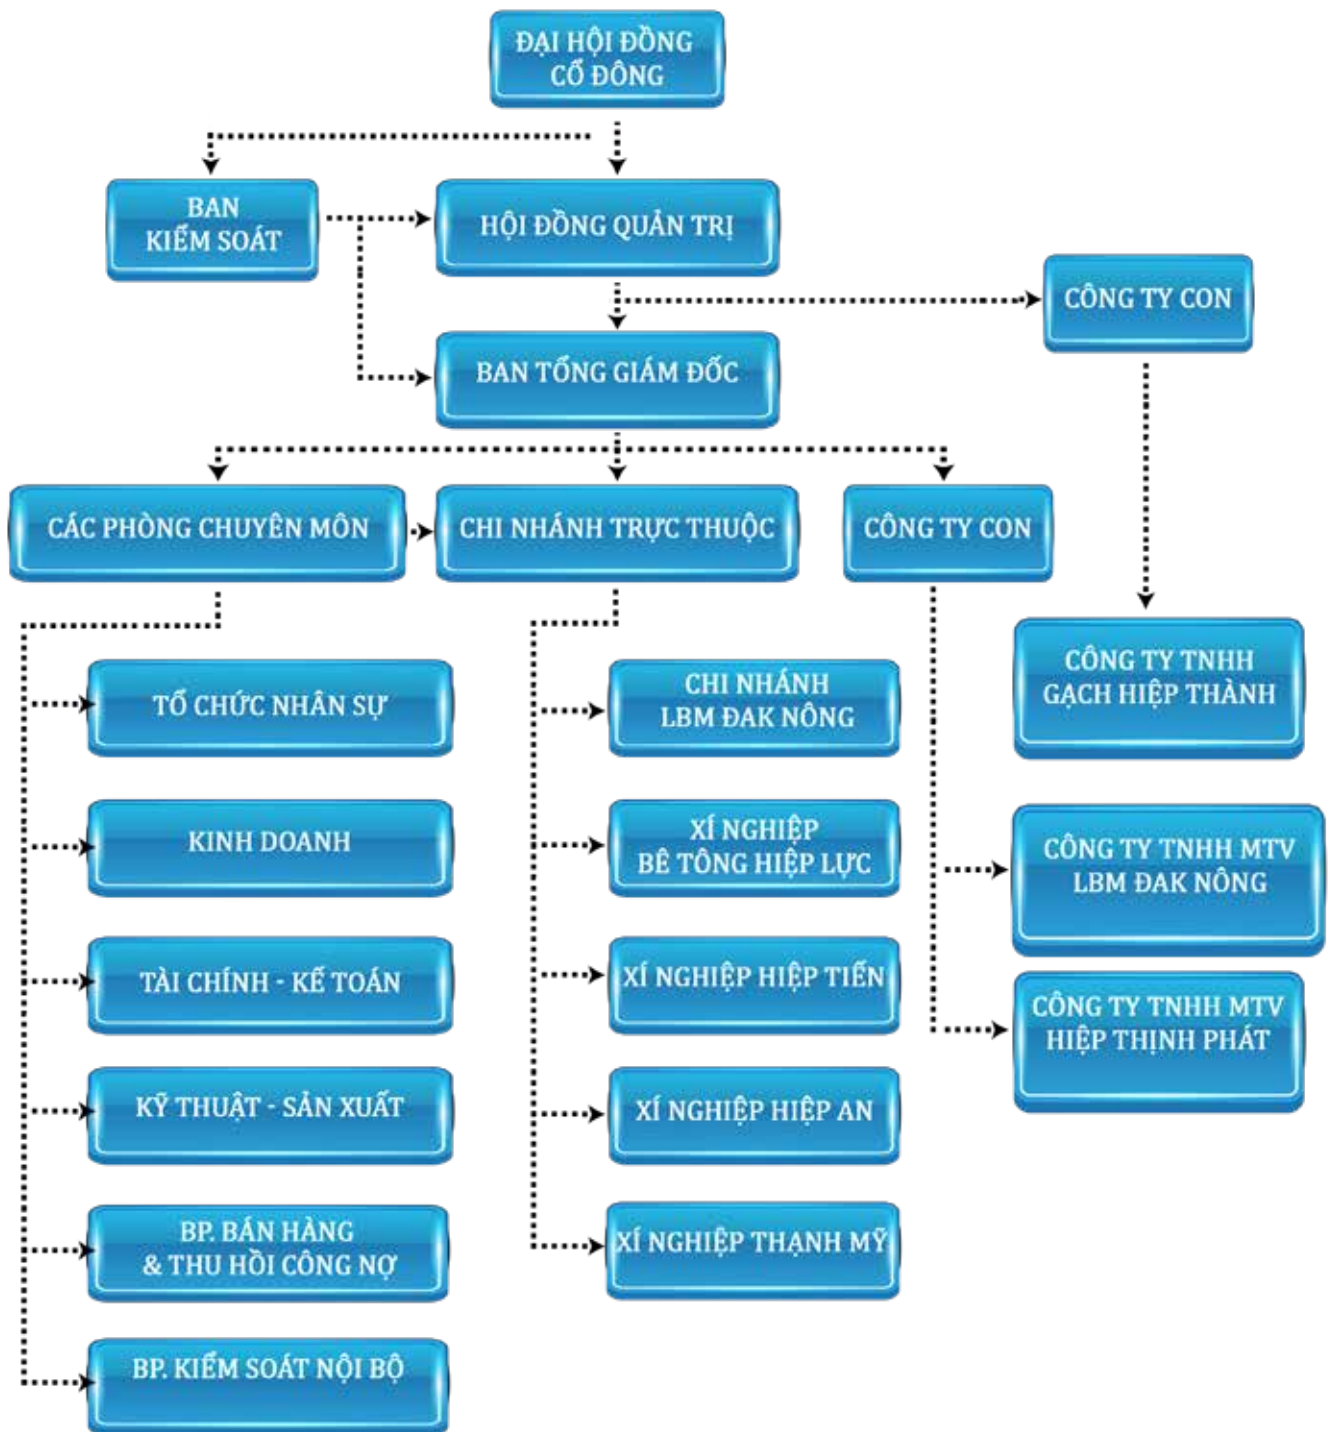 ĐẠI HỘI ĐỒNG
CỔ ĐÔNG
BAN
KIỂM SOÁT
HỘI ĐỒNG QUẢN TRỊ
CÔNG TY CON
BAN TỔNG GIÁM ĐỐC
CÁC PHÒNG CHUYÊN MÔN
CHI NHÁNH TRỰC THUỘC
CÔNG TY CON
TỔ CHỨC NHÂN SỰ
KINH DOANH
TÀI CHÍNH - KẾ TOÁN
KỸ THUẬT - SẢN XUẤT
BP. BÁN HÀNG
& THU HỒI CÔNG NỢ
BP. KIỂM SOÁT NỘI BỘ
CHI NHÁNH
LBM ĐAK NÔNG
XÍ NGHIỆP
BÊ TÔNG HIỆP LỰC
XÍ NGHIỆP HIỆP TIẾN
XÍ NGHIỆP HIỆP AN
XÍ NGHIỆP THẠNH MỸ
CÔNG TY TNHH
GẠCH HIỆP THÀNH
CÔNG TY TNHH MTV
LBM ĐAK NÔNG
CÔNG TY TNHH MTV
HIỆP THỊNH PHÁT